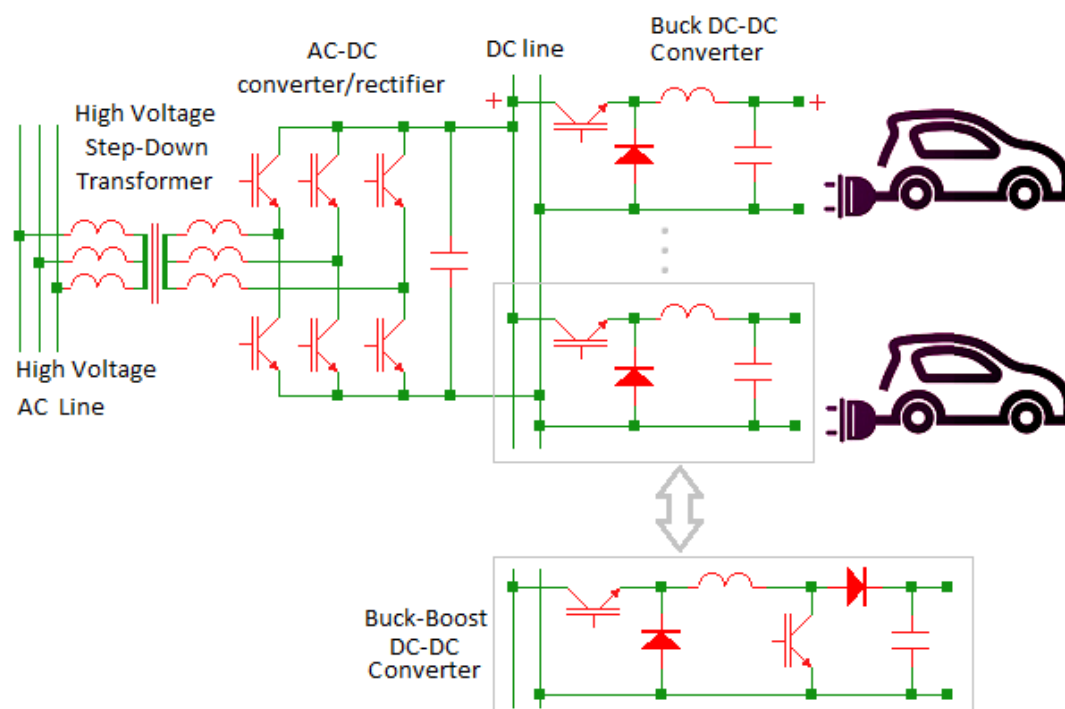 AC-DC
converter/rectifier
DC line
Buck DC-DC
Converter
High Voltage
Step-Down
Transformer
+
+
High Voltage
AC Line
Buck-Boost
DC-DC
Converter